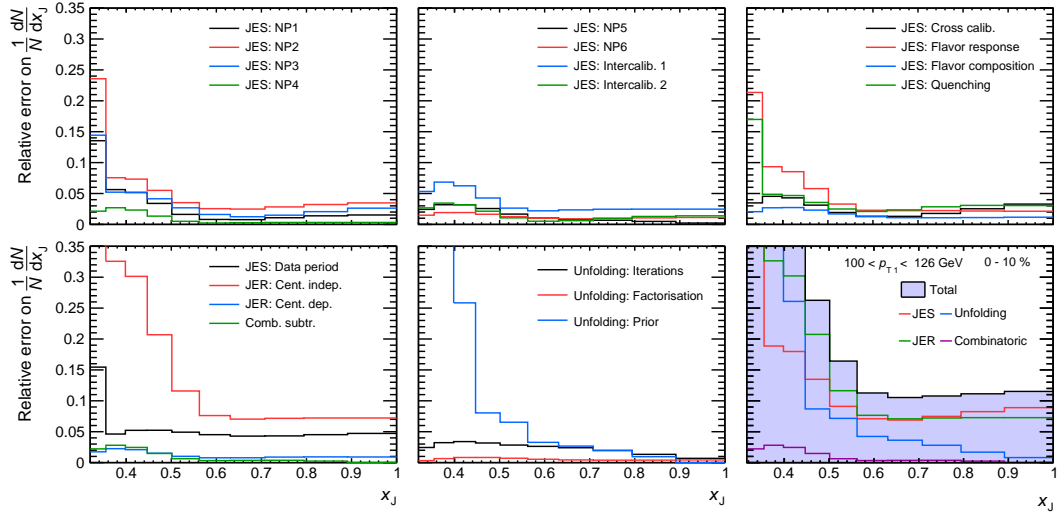 Relative error on 1/N dN/dx_J
0.35
0.3
0.25
0.2
0.15
0.1
0.05
0
JES: NP1
JES: NP2
JES: NP3
JES: NP4
JES: NP5
JES: NP6
JES: Intercalib. 1
JES: Intercalib. 2
JES: Cross calib.
JES: Flavor response
JES: Flavor composition
JES: Quenching
Relative error on 1/N dN/dx_J
0.35
0.3
0.25
0.2
0.15
0.1
0.05
0
JES: Data period
JER: Cent. indep.
JER: Cent. dep.
Comb. subtr.
0.4 0.5 0.6 0.7 0.8 0.9 1
x_J
Unfolding: Iterations
Unfolding: Factorisation
Unfolding: Prior
0.4 0.5 0.6 0.7 0.8 0.9 1
x_J
100 < p_T1 < 126 GeV 0 - 10 %
Total
JES Unfolding
JER Combinatoric
0.4 0.5 0.6 0.7 0.8 0.9 1
x_J